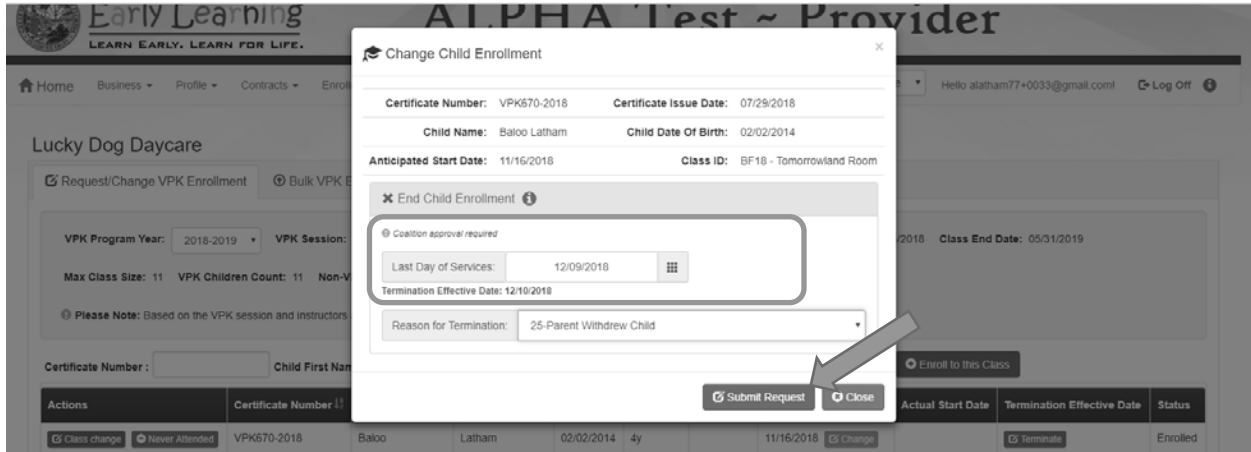 Early Learning
ALPHA Test ~ Provider
LEARN EARLY. LEARN FOR LIFE.
Change Child Enrollment ×
Home Business Profile Contracts Hello alatham77+0033@gmail.com! Log Off
Certificate Number: VPK670-2018 Certificate Issue Date: 07/29/2018
Child Name: Baloo Latham Child Date Of Birth: 02/02/2014
Lucky Dog Daycare
Anticipated Start Date: 11/16/2018 Class ID: BF18 - Tomorrowland Room
Request/Change VPK Enrollment Bulk VPK
End Child Enrollment
Coalition approval required
VPK Program Year: 2018-2019 VPK Session: /2018 Class End Date: 05/31/2019
Last Day of Services: 12/09/2018
Max Class Size: 11 VPK Children Count: 11
Termination Effective Date: 12/10/2018
Please Note: Based on the VPK session and instructors
Reason for Termination: 25-Parent Withdrew Child
Certificate Number : Child First Enroll to this Class
Submit Request Close
Actions Certificate Number Actual Start Date Termination Effective Date Status
Class change Never Attended VPK670-2018 Baloo Latham 02/02/2014 4y 11/16/2018 Change Terminate Enrolled